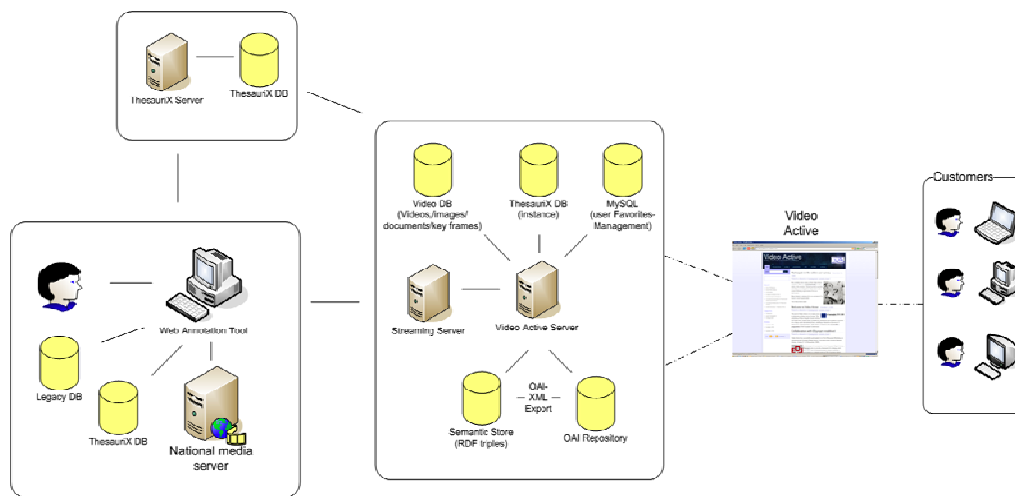 ThesauriX Server
ThesauriX DB
Web Annotation Tool
Legacy DB
ThesauriX DB
National media
server
Video DB
(Videos/images/
documents/key frames)
ThesauriX DB
(instance)
MySQL
(user Favorites-
Management)
Streaming Server
Video Active Server
Semantic Store
(RDF triples)
OAI-
XML
Export
OAI Repository
Video
Active
Video Active
Customers